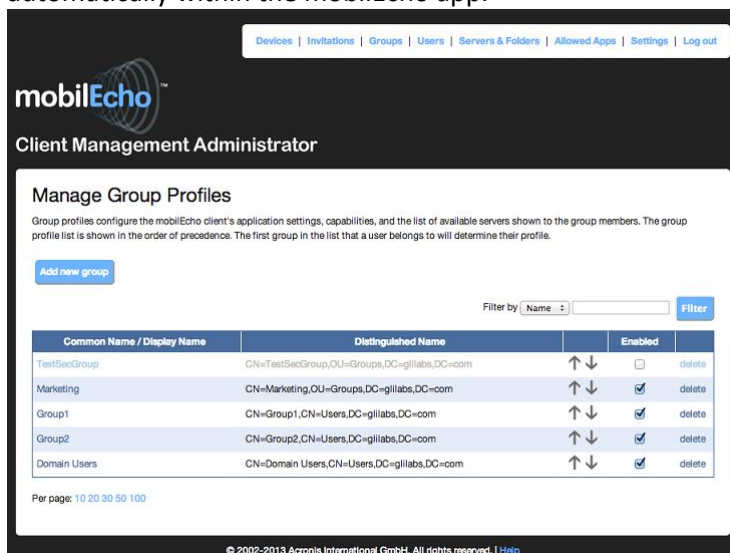 automatically within the mobilEcho app.
Devices | Invitations | Groups | Users | Servers & Folders | Allowed Apps | Settings | Log out
mobilEcho™
Client Management Administrator
Manage Group Profiles
Group profiles configure the mobilEcho client's application settings, capabilities, and the list of available servers shown to the group members. The group
profile list is shown in the order of precedence. The first group in the list that a user belongs to will determine their profile.
Add new group
Filter by Name Filter
Common Name / Display Name Distinguished Name Enabled
TestSecGroup CN=TestSecGroup,OU=Groups,DC=glilabs,DC=com delete
Marketing CN=Marketing,OU=Groups,DC=glilabs,DC=com delete
Group1 CN=Group1,CN=Users,DC=glilabs,DC=com delete
Group2 CN=Group2,CN=Users,DC=glilabs,DC=com delete
Domain Users CN=Domain Users,CN=Users,DC=glilabs,DC=com delete
Per page: 10 20 30 50 100
© 2002-2013 Acronis International GmbH. All rights reserved. | Help